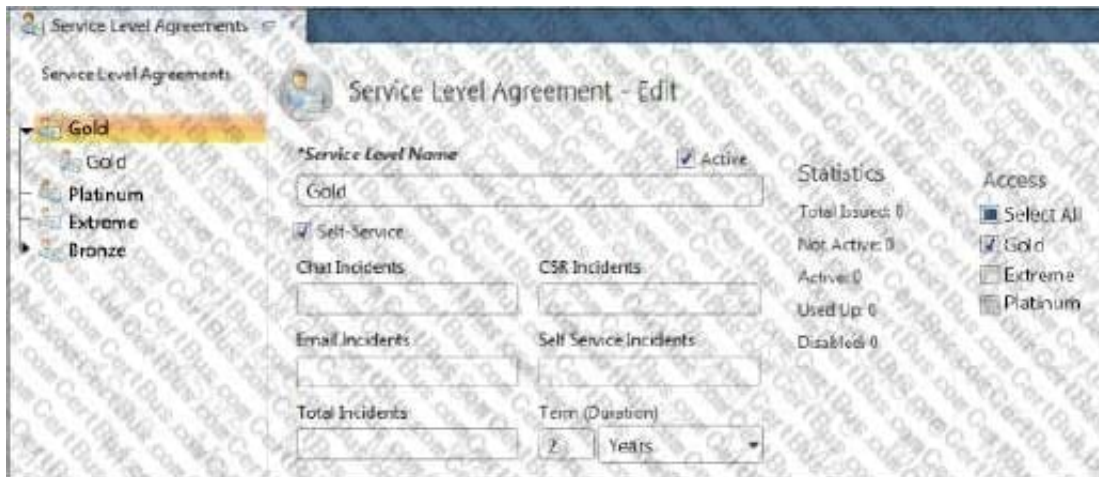 Service Level Agreements
Service Level Agreements
Gold
Gold
Platinum
Extreme
Bronze
Service Level Agreement - Edit
*Service Level Name
Active
Gold
Self-Service
Chat Incidents
CSR Incidents
Email Incidents
Self Service Incidents
Total Incidents
Term (Duration)
2 Years
Statistics
Total Issued: 0
Not Active: 0
Active: 0
Used Up: 0
Disabled: 0
Access
Select All
Gold
Extreme
Platinum